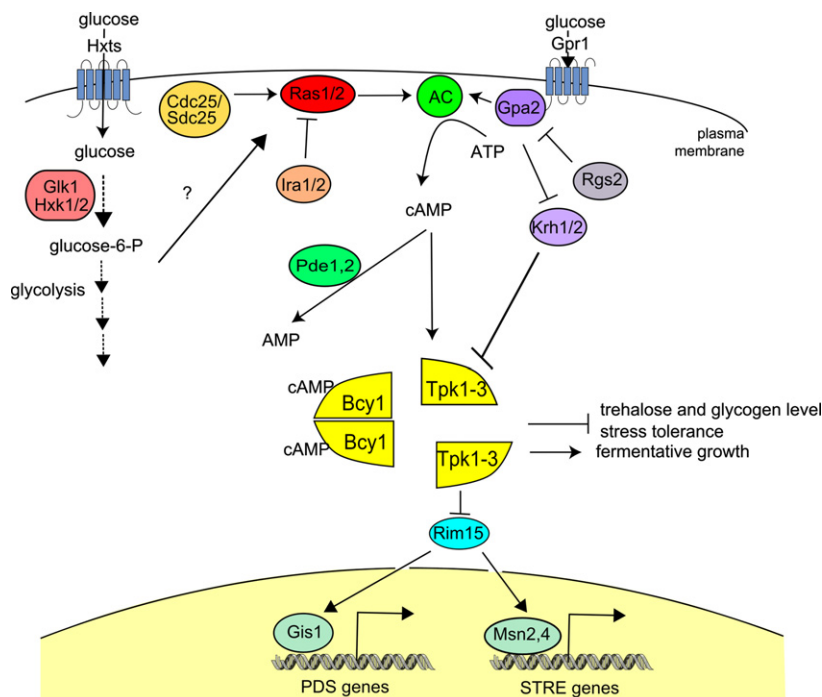 glucose
Hxts
glucose
Gpr1
Cdc25/
Sdc25
Ras1/2
AC
Gpa2
plasma
membrane
glucose
ATP
Rgs2
Ira1/2
Glk1
Hxk1/2
?
cAMP
Krh1/2
glucose-6-P
Pde1,2
glycolysis
AMP
cAMP
Bcy1
Tpk1-3
cAMP
Bcy1
Tpk1-3
trehalose and glycogen level
stress tolerance
fermentative growth
Rim15
Gis1
Msn2,4
PDS genes
STRE genes